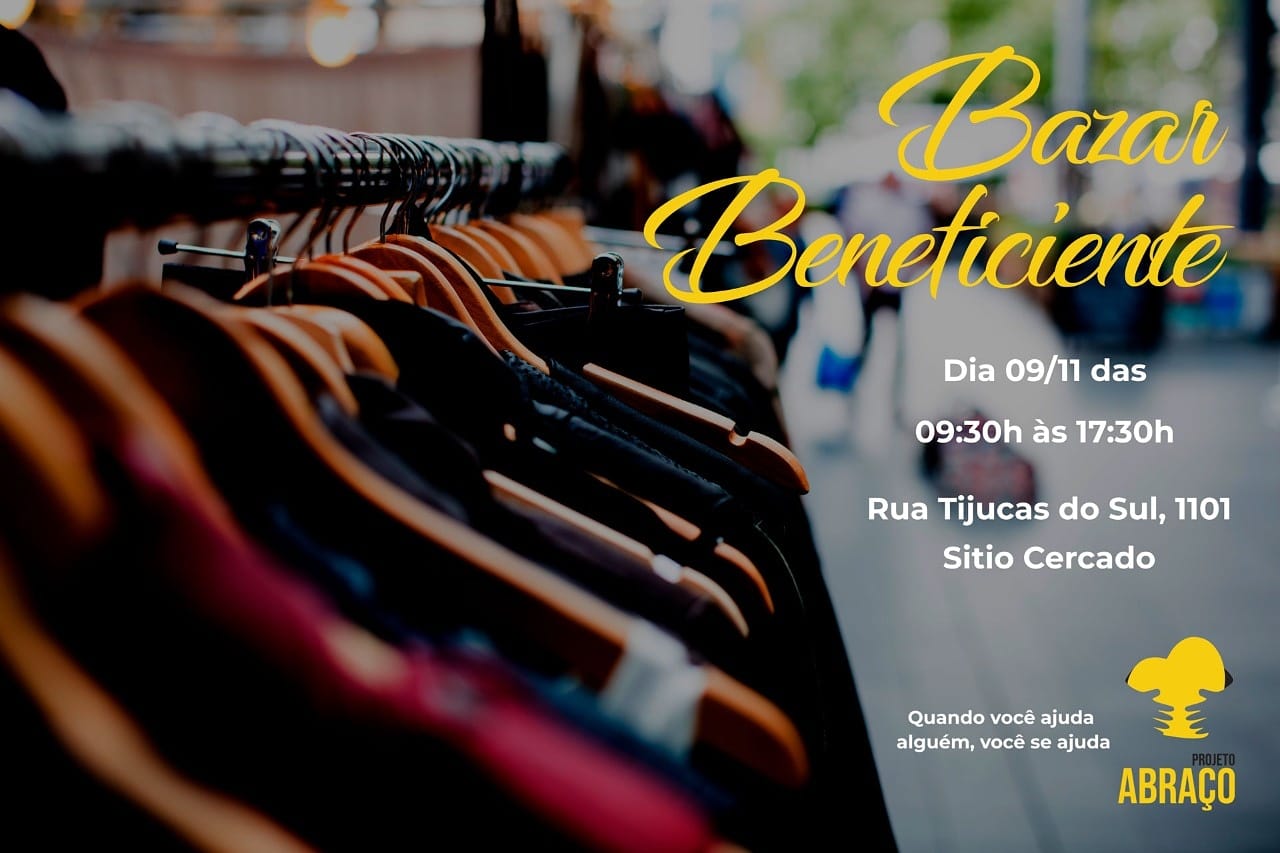 Bazar
Beneficiente
Dia 09/11 das
09:30h às 17:30h
Rua Tijucas do Sul, 1101
Sitio Cercado
Quando você ajuda
alguém, você se ajuda
PROJETO
ABRAÇO